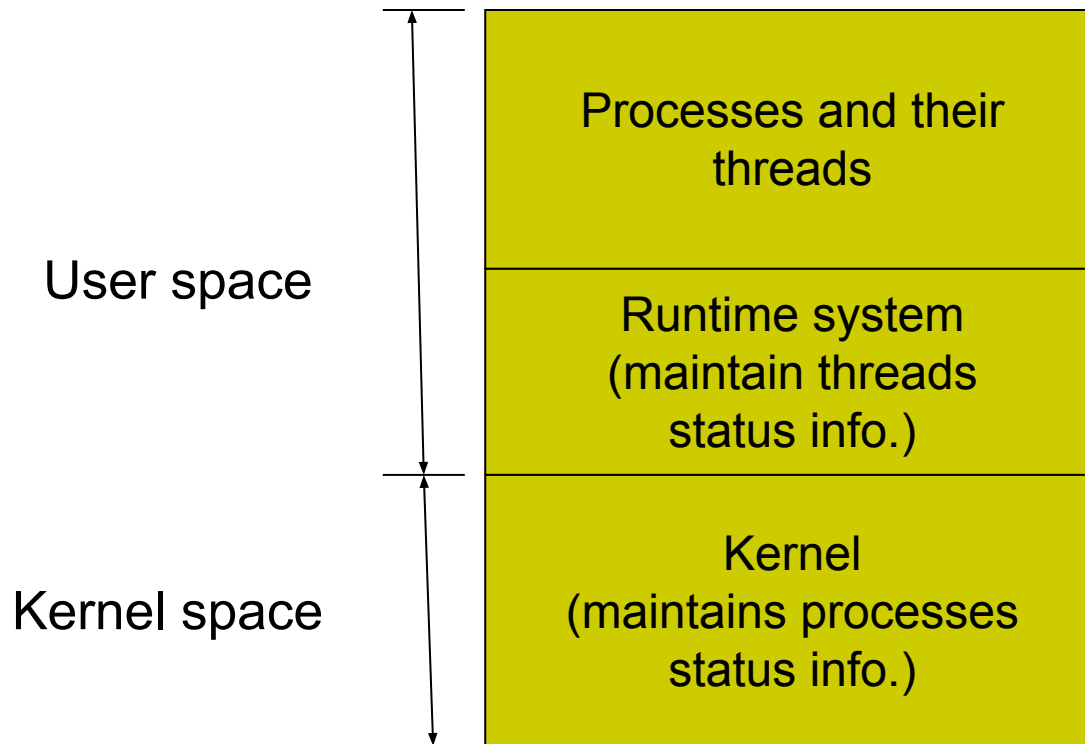 Processes and their
threads
User space
Runtime system
(maintain threads
status info.)
Kernel space
Kernel
(maintains processes
status info.)